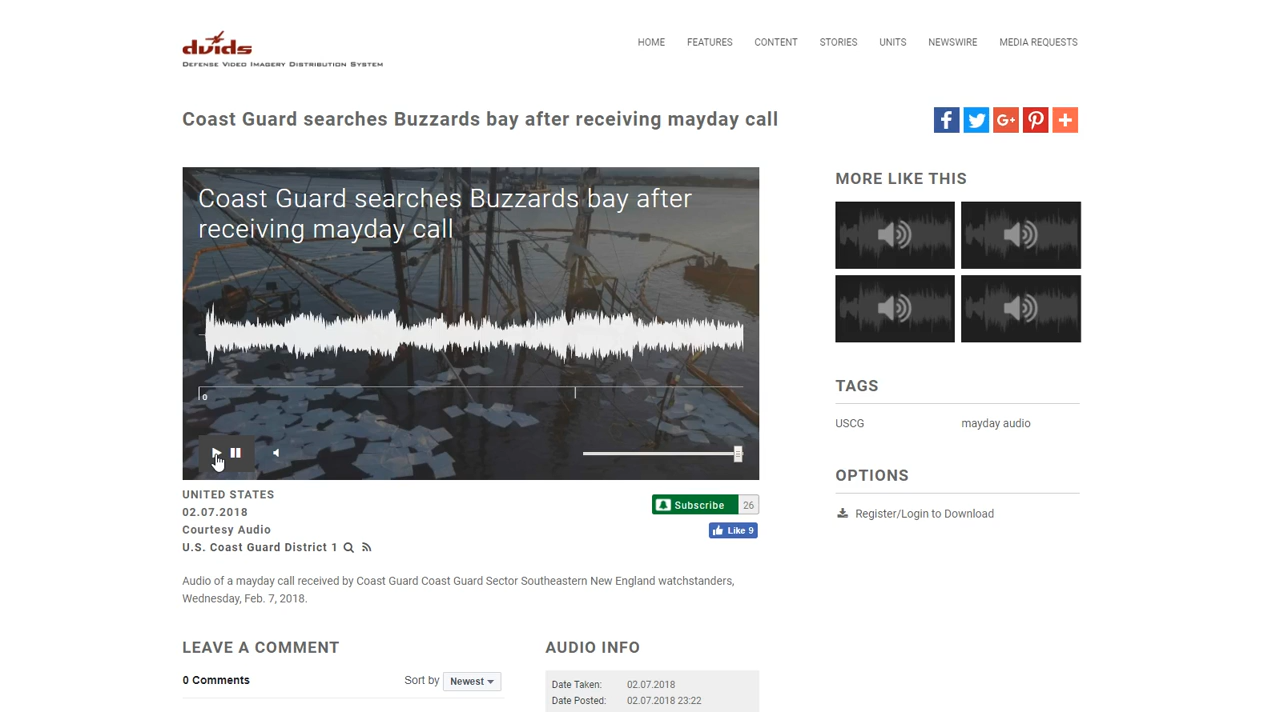 dvids
DEFENSE VIDEO IMAGERY DISTRIBUTION SYSTEM
HOME FEATURES CONTENT STORIES UNITS NEWSWIRE MEDIA REQUESTS
Coast Guard searches Buzzards bay after receiving mayday call
Coast Guard searches Buzzards bay after
receiving mayday call
0
UNITED STATES
02.07.2018
Courtesy Audio
U.S. Coast Guard District 1
Subscribe 26
Like 9
Audio of a mayday call received by Coast Guard Coast Guard Sector Southeastern New England watchstanders,
Wednesday, Feb. 7, 2018.
LEAVE A COMMENT
0 Comments Sort by Newest
AUDIO INFO
Date Taken: 02.07.2018
Date Posted: 02.07.2018 23:22
MORE LIKE THIS
TAGS
USCG mayday audio
OPTIONS
Register/Login to Download